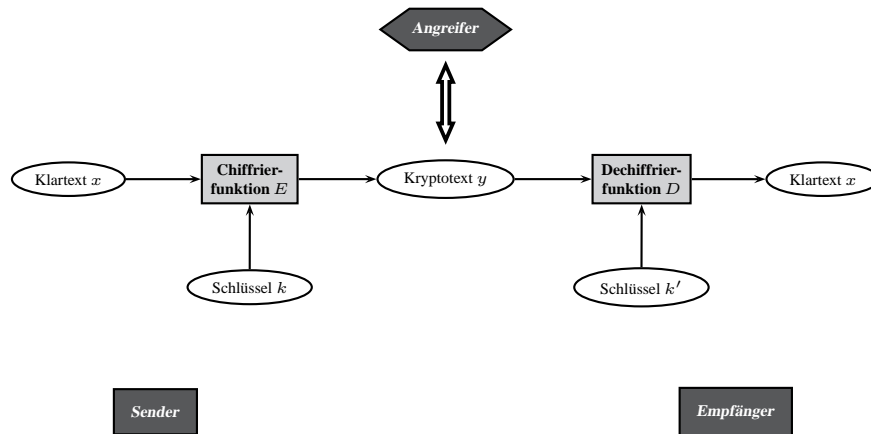 Angreifer
Klartext x
Chiffrier-
funktion E
Kryptotext y
Dechiffrier-
funktion D
Klartext x
Schlüssel k
Schlüssel k′
Sender
Empfänger